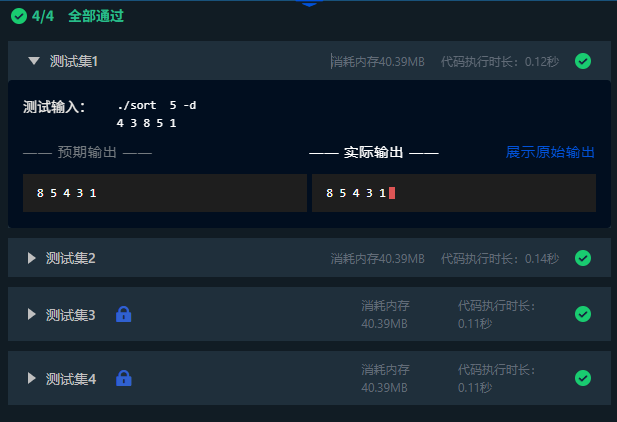 4/4 全部通过
测试集1 消耗内存40.39MB 代码执行时长：0.12秒
测试输入： ./sort  5 -d
4 3 8 5 1
—— 预期输出 —— —— 实际输出 —— 展示原始输出
8 5 4 3 1 8 5 4 3 1
测试集2 消耗内存40.39MB 代码执行时长：0.14秒
测试集3 消耗内存 代码执行时长：
40.39MB 0.11秒
测试集4 消耗内存 代码执行时长：
40.39MB 0.11秒